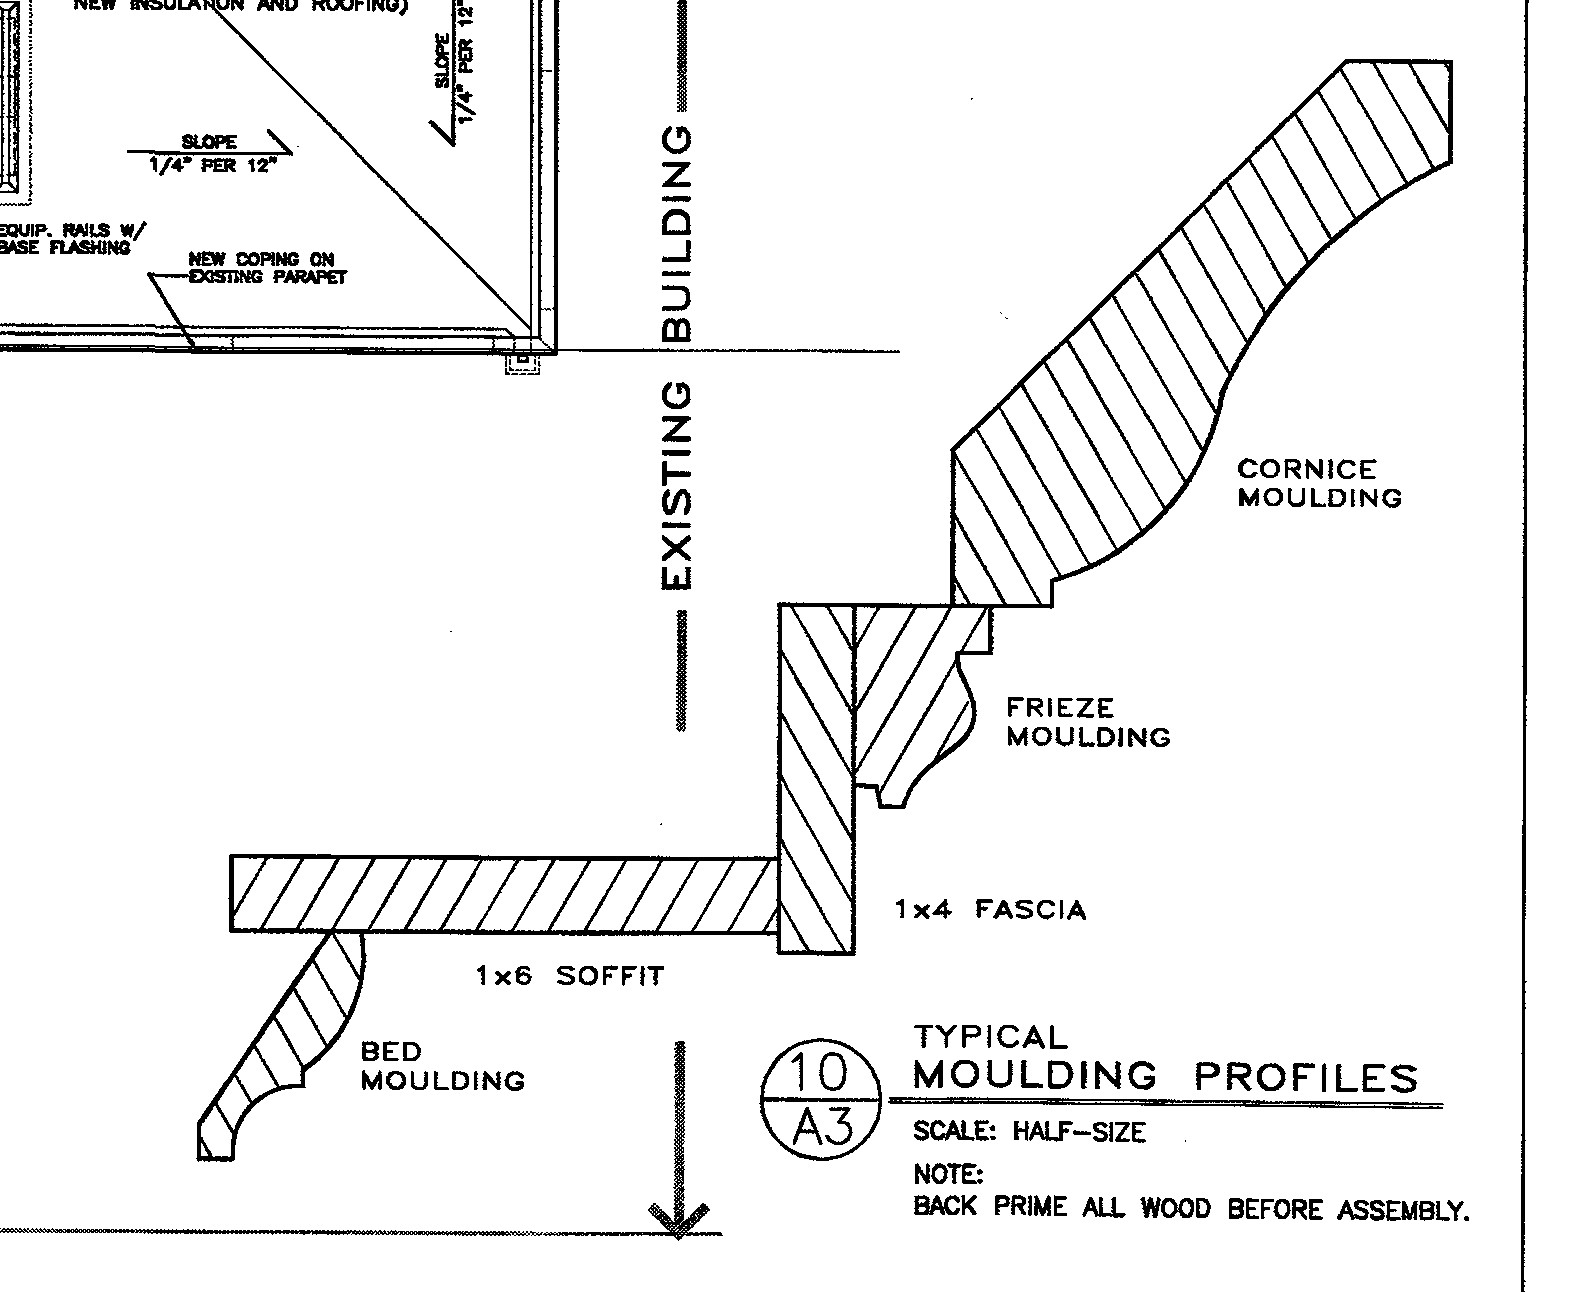 NEW INSULATION AND ROOFING)
SLOPE
1/4" PER 12"
SLOPE
1/4" PER 12"
EQUIP. RAILS W/
BASE FLASHING
NEW COPING ON
EXISTING PARAPET
EXISTING BUILDING
CORNICE
MOULDING
FRIEZE
MOULDING
1x4 FASCIA
1x6 SOFFIT
BED
MOULDING
10
A3
TYPICAL
MOULDING PROFILES
SCALE: HALF-SIZE
NOTE:
BACK PRIME ALL WOOD BEFORE ASSEMBLY.